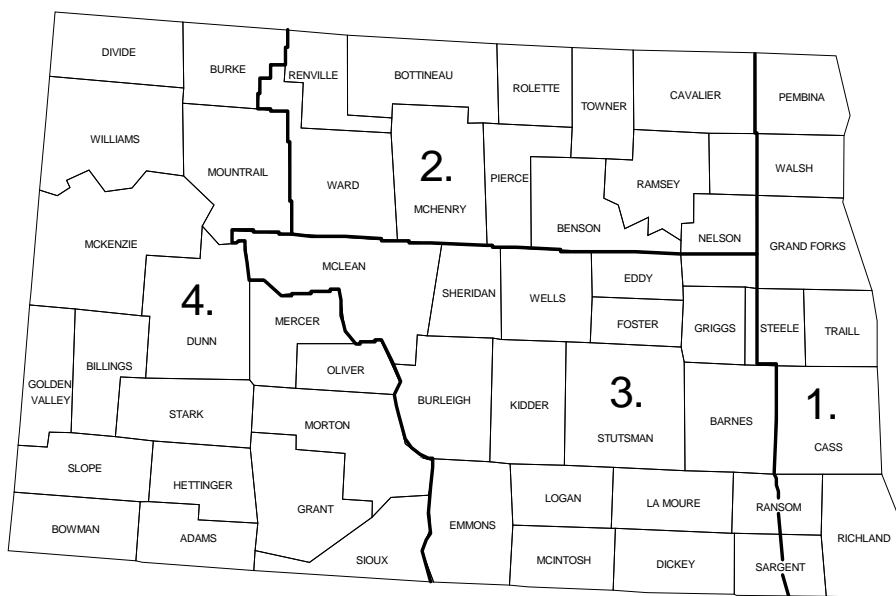 DIVIDE
BURKE
RENVILLE
BOTTINEAU
ROLETTE
TOWNER
CAVALIER
PEMBINA
WILLIAMS
MOUNTRAIL
WARD
2.
MCHENRY
PIERCE
BENSON
RAMSEY
NELSON
WALSH
GRAND FORKS
MCKENZIE
4.
DUNN
MCLEAN
MERCER
OLIVER
SHERIDAN
WELLS
EDDY
FOSTER
GRIGGS
STEELE
TRAILL
GOLDEN
VALLEY
BILLINGS
STARK
MORTON
BURLEIGH
KIDDER
3.
STUTSMAN
BARNES
1.
CASS
SLOPE
HETTINGER
GRANT
BOWMAN
ADAMS
SIOUX
EMMONS
LOGAN
LA MOURE
RANSOM
RICHLAND
MCINTOSH
DICKEY
SARGENT